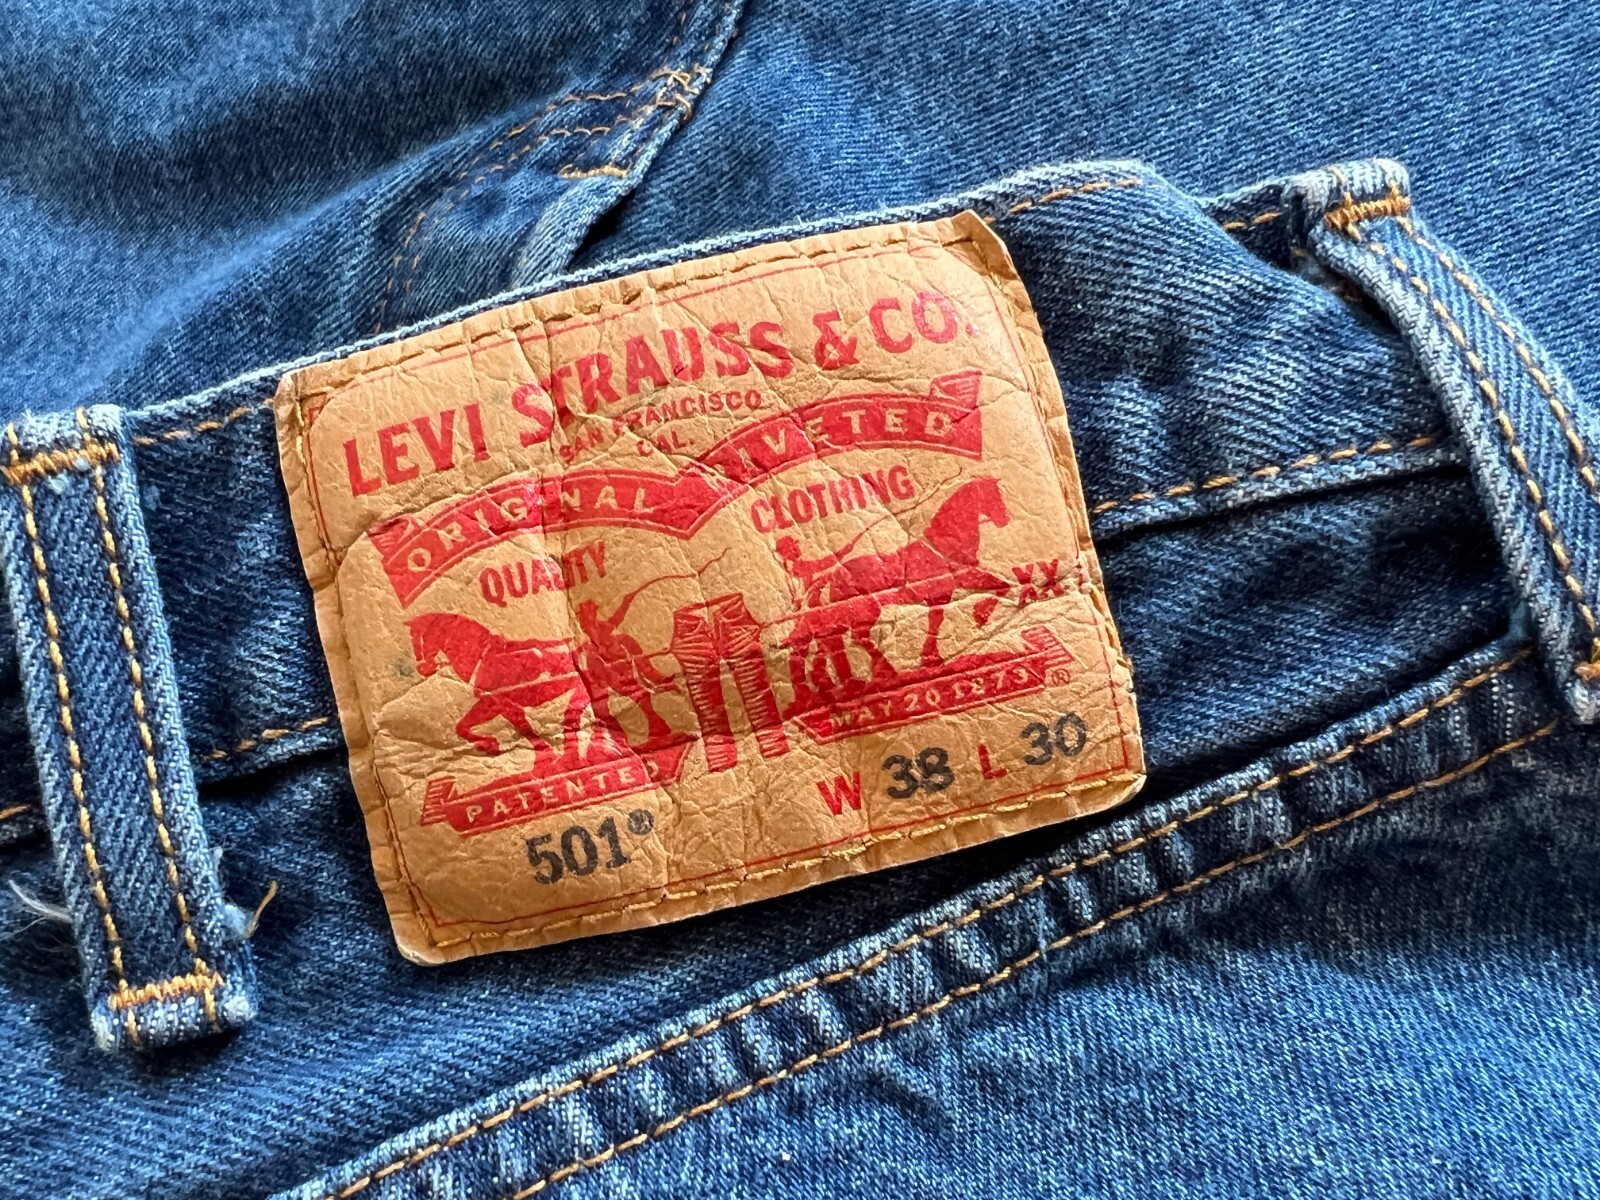 LEVI STRAUSS & CO.
SAN FRANCISCO
CAL.
ORIGINAL RIVETED
QUALITY CLOTHING
XX
PATENTED MAY 20 1873 ®
501® W 38 L 30